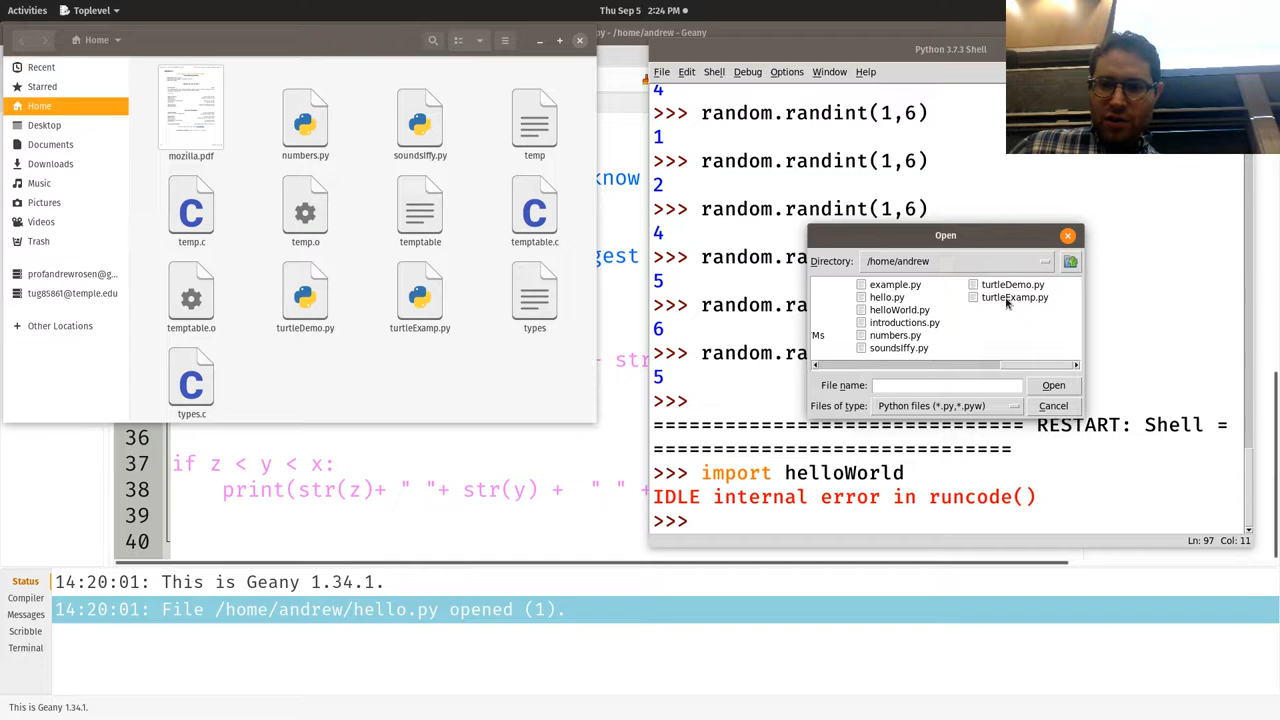 Activities
Toplevel
Thu Sep 5 2:24 PM
py - /home/andrew - Geany
Home
Recent
Starred
Home
Desktop
Documents
Downloads
Music
Pictures
Videos
Trash
profandrewrosen@g...
tug85861@temple.edu
Other Locations
mozilla.pdf
numbers.py
soundsIffy.py
temp
temp.c
temp.o
temptable
temptable.c
temptable.o
turtleDemo.py
turtleExamp.py
types
types.c
know
gest
str
36
37 if z < y < x:
38 print(str(z)+ " "+ str(y) + " " +
39
40
Python 3.7.3 Shell
File Edit Shell Debug Options Window Help
4
>>> random.randint(1,6)
1
>>> random.randint(1,6)
2
>>> random.randint(1,6)
4
>>> random.ra
5
>>> random.ra
6
>>> random.ra
5
>>>
============================ RESTART: Shell =
============================
>>> import helloWorld
IDLE internal error in runcode()
>>>
Ln: 97 Col: 11
Open
Directory: /home/andrew
'Ms
example.py
hello.py
helloWorld.py
introductions.py
numbers.py
soundsIffy.py
turtleDemo.py
turtleExamp.py
File name:
Open
Files of type: Python files (*.py,*.pyw)
Cancel
Status
Compiler
Messages
Scribble
Terminal
14:20:01: This is Geany 1.34.1.
14:20:01: File /home/andrew/hello.py opened (1).
This is Geany 1.34.1.